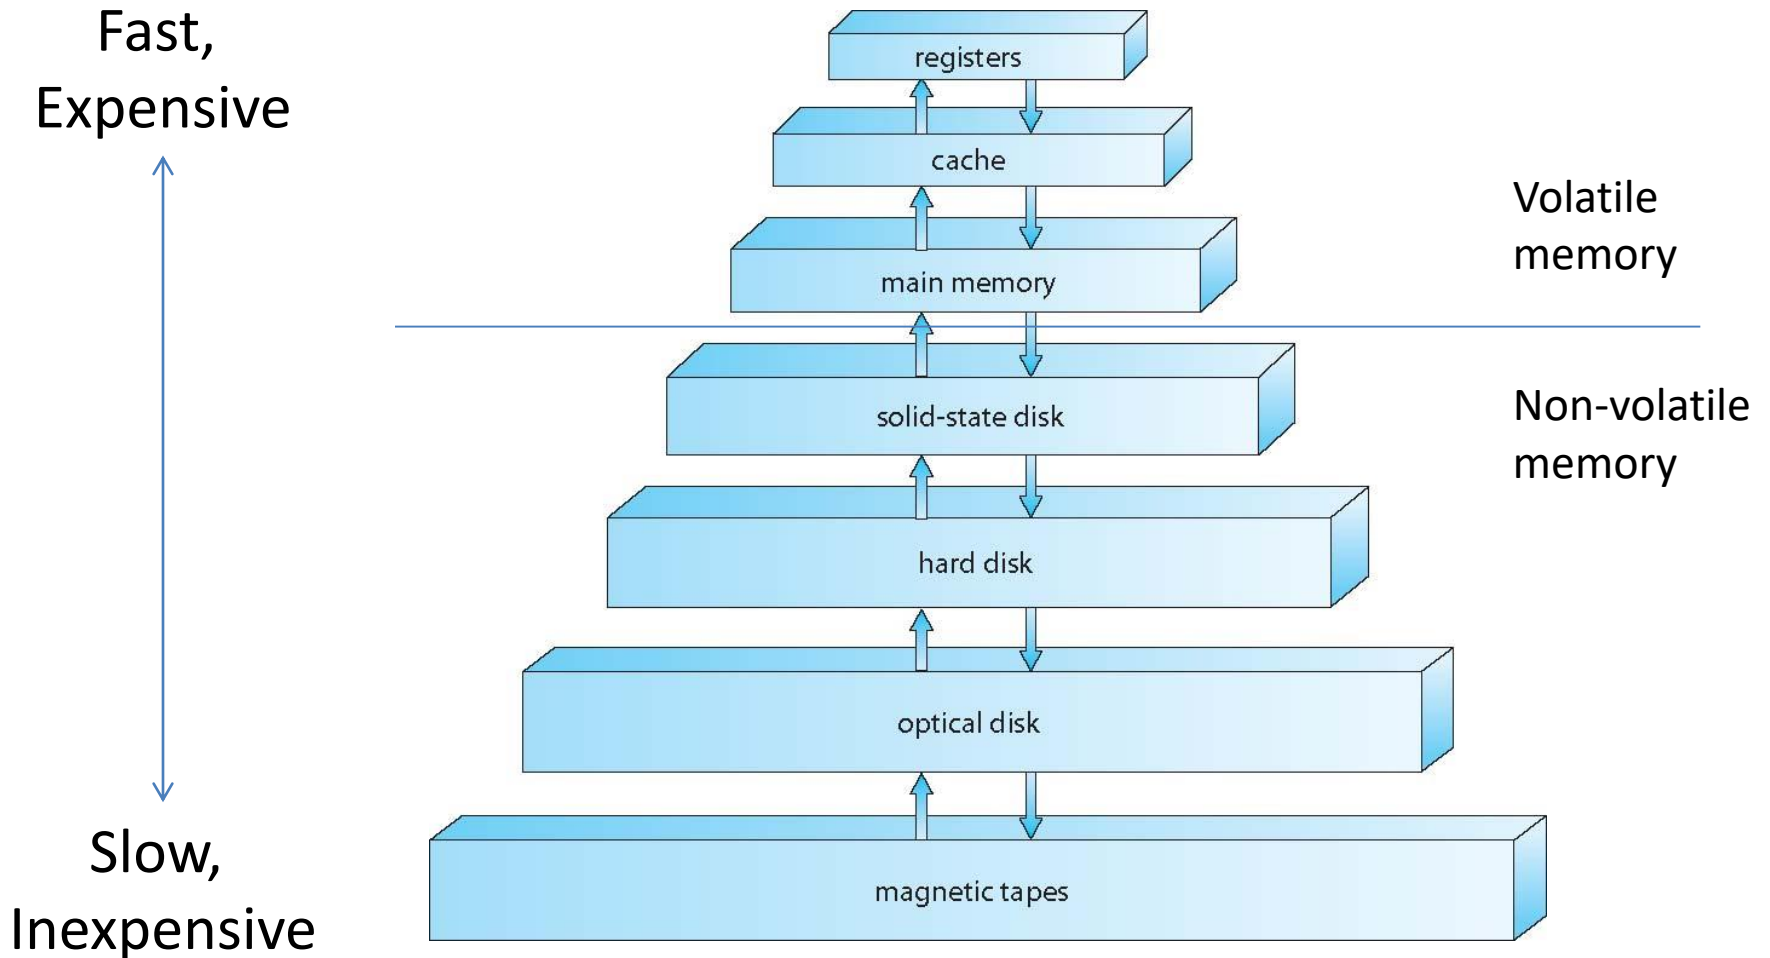 Fast,
Expensive
registers
cache
Volatile
memory
main memory
solid-state disk
Non-volatile
memory
hard disk
optical disk
Slow,
Inexpensive
magnetic tapes